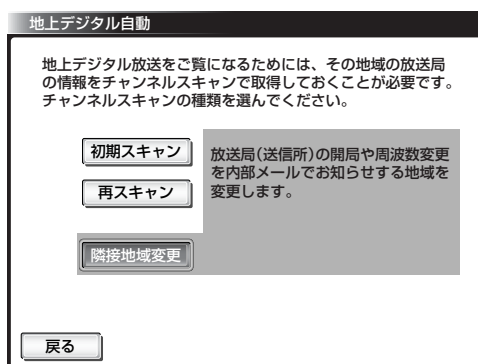 地上デジタル自動
地上デジタル放送をご覧になるためには、その地域の放送局
の情報をチャンネルスキャンで取得しておくことが必要です。
チャンネルスキャンの種類を選んでください。
初期スキャン
再スキャン
隣接地域変更
放送局(送信所)の開局や周波数変更
を内部メールでお知らせする地域を
変更します。
戻る